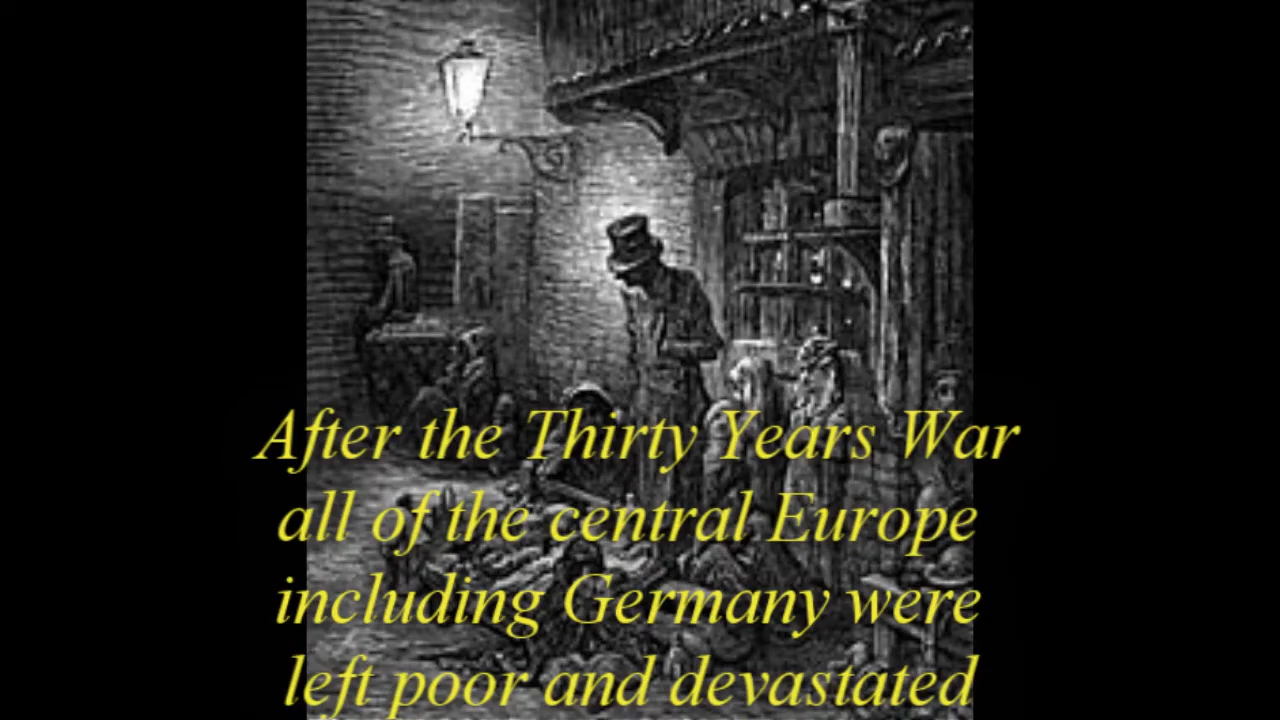 After the Thirty Years War
all of the central Europe
including Germany were
left poor and devastated